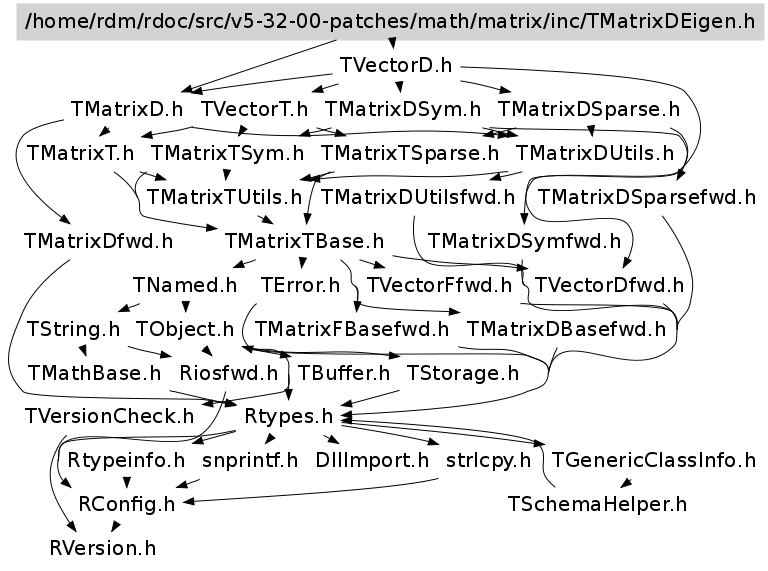 /home/rdm/rdoc/src/v5-32-00-patches/math/matrix/inc/TMatrixDEigen.h
TVectorD.h
TMatrixD.h TVectorT.h TMatrixDSym.h TMatrixDSparse.h
TMatrixT.h TMatrixTSym.h TMatrixTSparse.h TMatrixDUtils.h
TMatrixTUtils.h TMatrixDUtilsfwd.h TMatrixDSparsefwd.h
TMatrixDfwd.h TMatrixTBase.h TMatrixDSymfwd.h
TNamed.h TError.h TVectorFfwd.h TVectorDfwd.h
TString.h TObject.h TMatrixFBasefwd.h TMatrixDBasefwd.h
TMathBase.h Riosfwd.h TBuffer.h TStorage.h
TVersionCheck.h Rtypes.h
Rtypeinfo.h snprintf.h DllImport.h strlcpy.h TGenericClassInfo.h
RConfig.h TSchemaHelper.h
RVersion.h